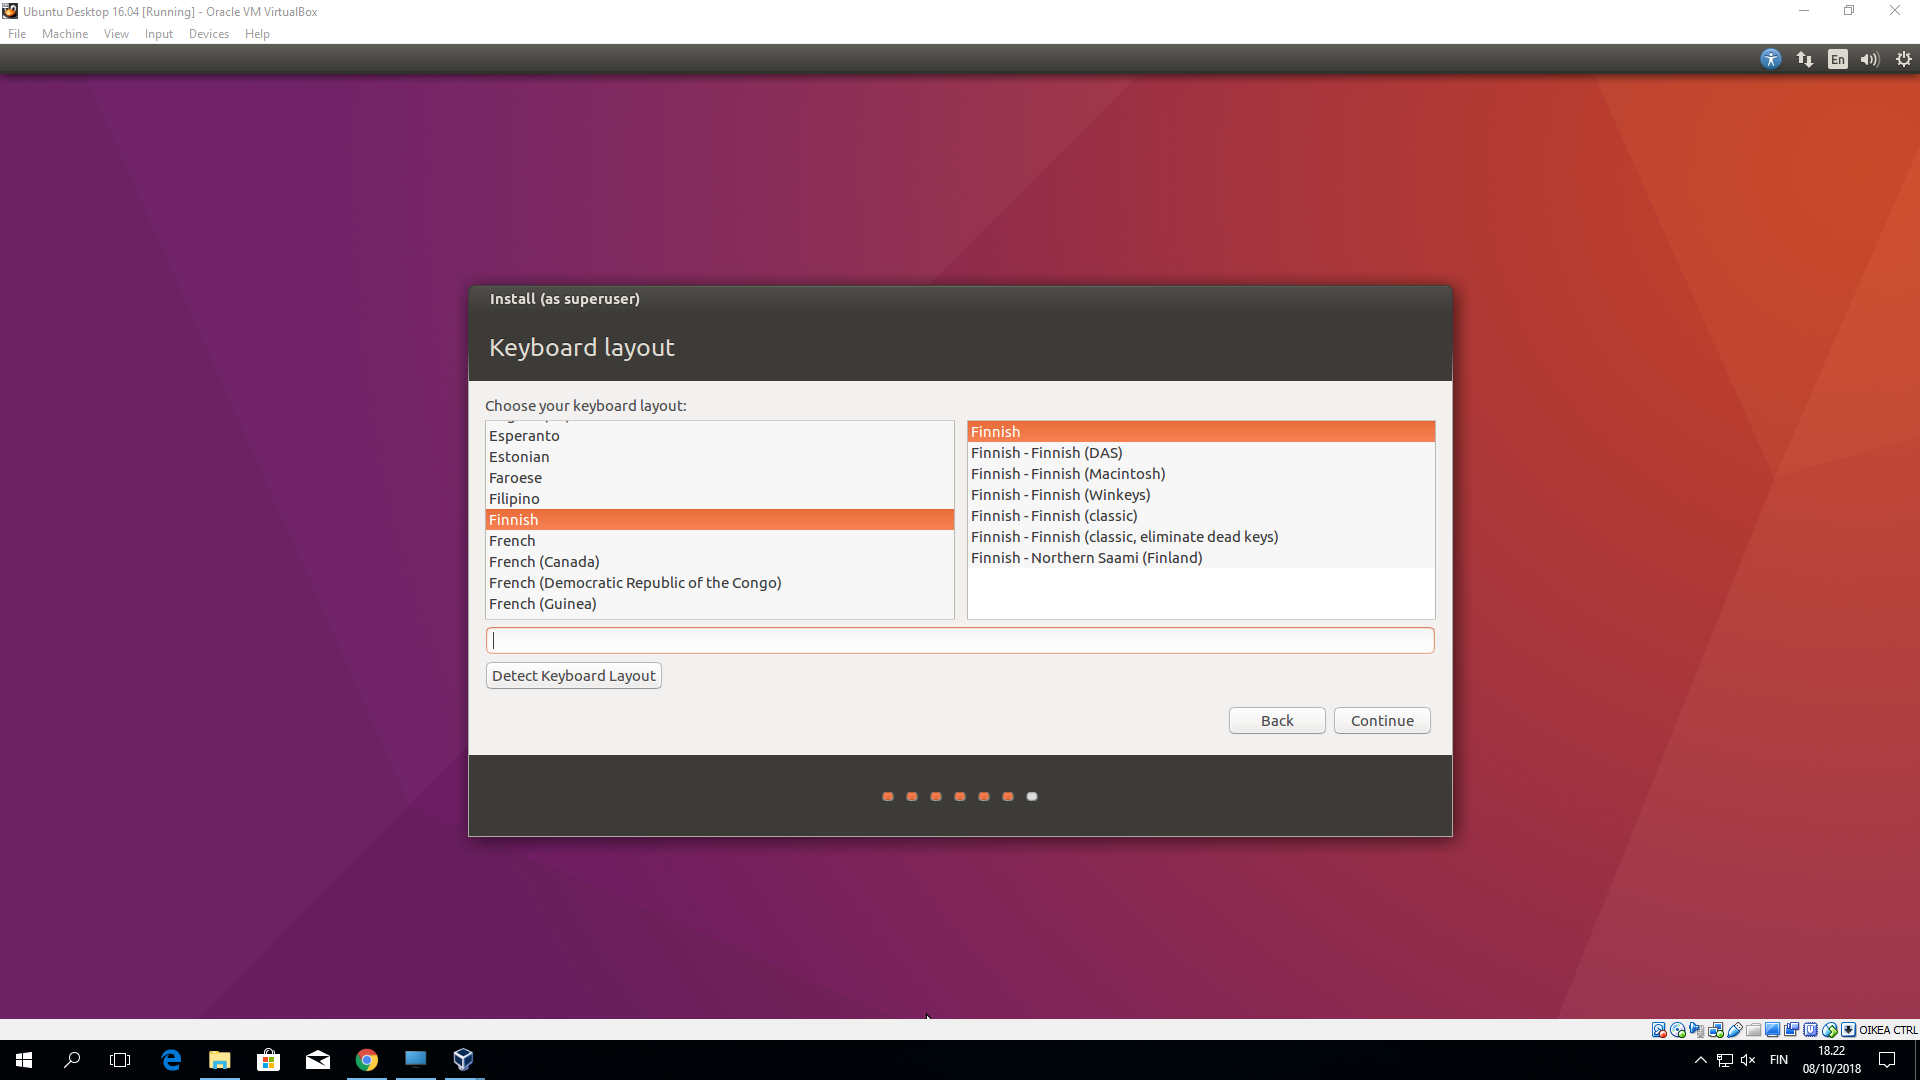 Ubuntu Desktop 16.04 [Running] - Oracle VM VirtualBox
File Machine View Input Devices Help
En
Install (as superuser)
Keyboard layout
Choose your keyboard layout:
Esperanto
Estonian
Faroese
Filipino
Finnish
French
French (Canada)
French (Democratic Republic of the Congo)
French (Guinea)
Finnish
Finnish - Finnish (DAS)
Finnish - Finnish (Macintosh)
Finnish - Finnish (Winkeys)
Finnish - Finnish (classic)
Finnish - Finnish (classic, eliminate dead keys)
Finnish - Northern Saami (Finland)
Detect Keyboard Layout
Back Continue
OIKEA CTRL
FIN
18.22
08/10/2018